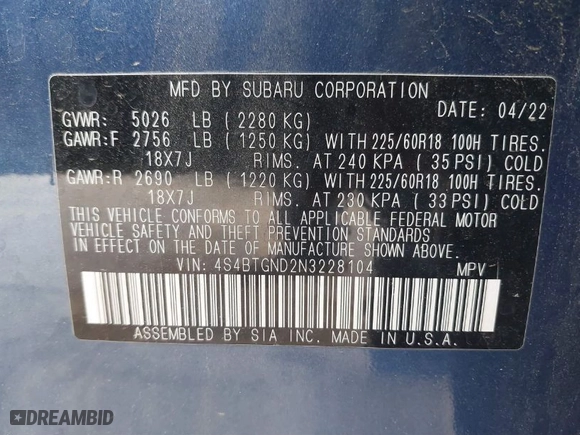 MFD BY SUBARU CORPORATION
DATE: 04/22
GVWR: 5026 LB ( 2280 KG)
GAWR:F 2756 LB ( 1250 KG) WITH 225/60R18 100H TIRES.
18X7J RIMS. AT 240 KPA ( 35 PSI) COLD
GAWR:R 2690 LB ( 1220 KG) WITH 225/60R18 100H TIRES.
18X7J RIMS. AT 230 KPA ( 33 PSI) COLD
THIS VEHICLE CONFORMS TO ALL APPLICABLE FEDERAL MOTOR
VEHICLE SAFETY AND THEFT PREVENTION STANDARDS
IN EFFECT ON THE DATE OF MANUFACTURE SHOWN ABOVE.
VIN: 4S4BTGND2N3228104 MPV
ASSEMBLED BY SIA INC. MADE IN U.S.A.
DREAMBID